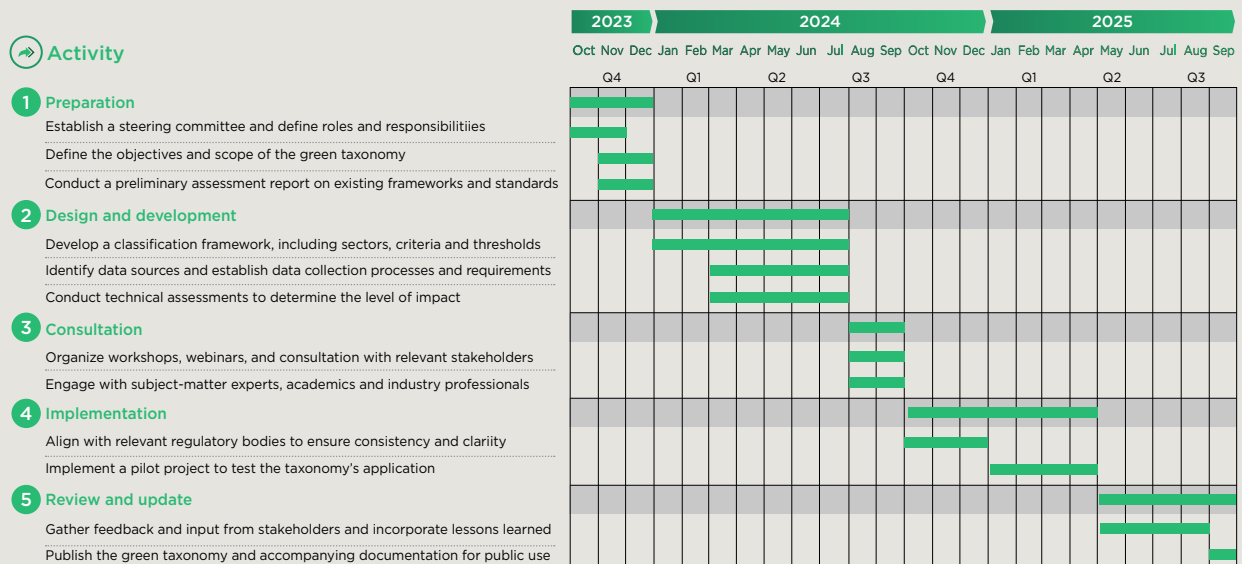 2023 2024 2025
Activity
Oct Nov Dec Jan Feb Mar Apr May Jun Jul Aug Sep Oct Nov Dec Jan Feb Mar Apr May Jun Jul Aug Sep
Q4 Q1 Q2 Q3 Q4 Q1 Q2 Q3
1 Preparation
Establish a steering committee and define roles and responsibilitiies
Define the objectives and scope of the green taxonomy
Conduct a preliminary assessment report on existing frameworks and standards
2 Design and development
Develop a classification framework, including sectors, criteria and thresholds
Identify data sources and establish data collection processes and requirements
Conduct technical assessments to determine the level of impact
3 Consultation
Organize workshops, webinars, and consultation with relevant stakeholders
Engage with subject-matter experts, academics and industry professionals
4 Implementation
Align with relevant regulatory bodies to ensure consistency and clariity
Implement a pilot project to test the taxonomy's application
5 Review and update
Gather feedback and input from stakeholders and incorporate lessons learned
Publish the green taxonomy and accompanying documentation for public use